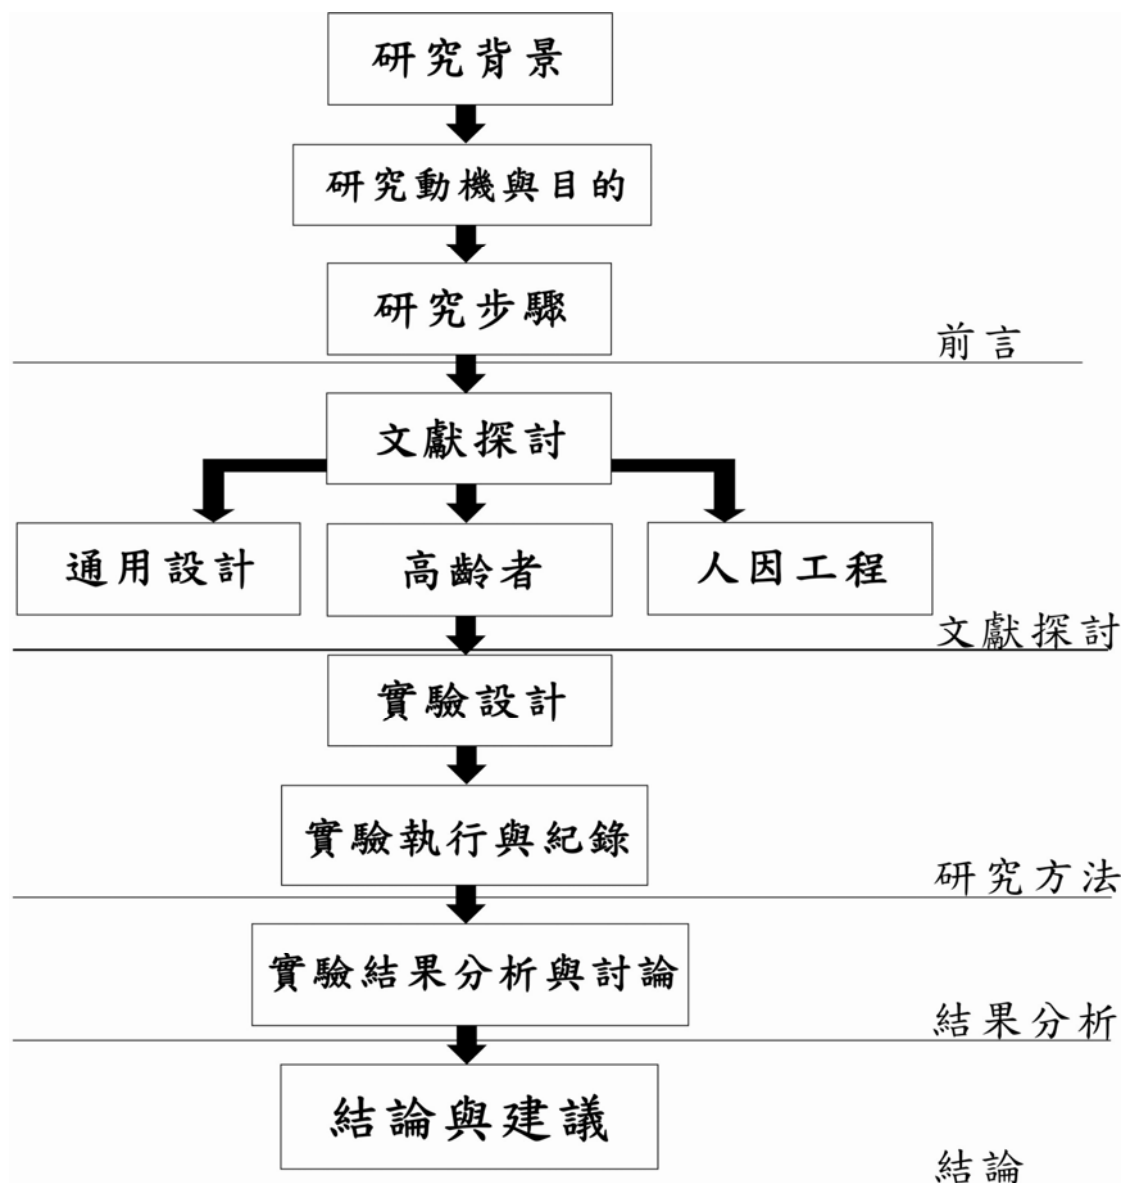 研究背景
研究動機與目的
研究步驟
前言
文獻探討
通用設計
高齡者
人因工程
文獻探討
實驗設計
實驗執行與紀錄
研究方法
實驗結果分析與討論
結果分析
結論與建議
結論